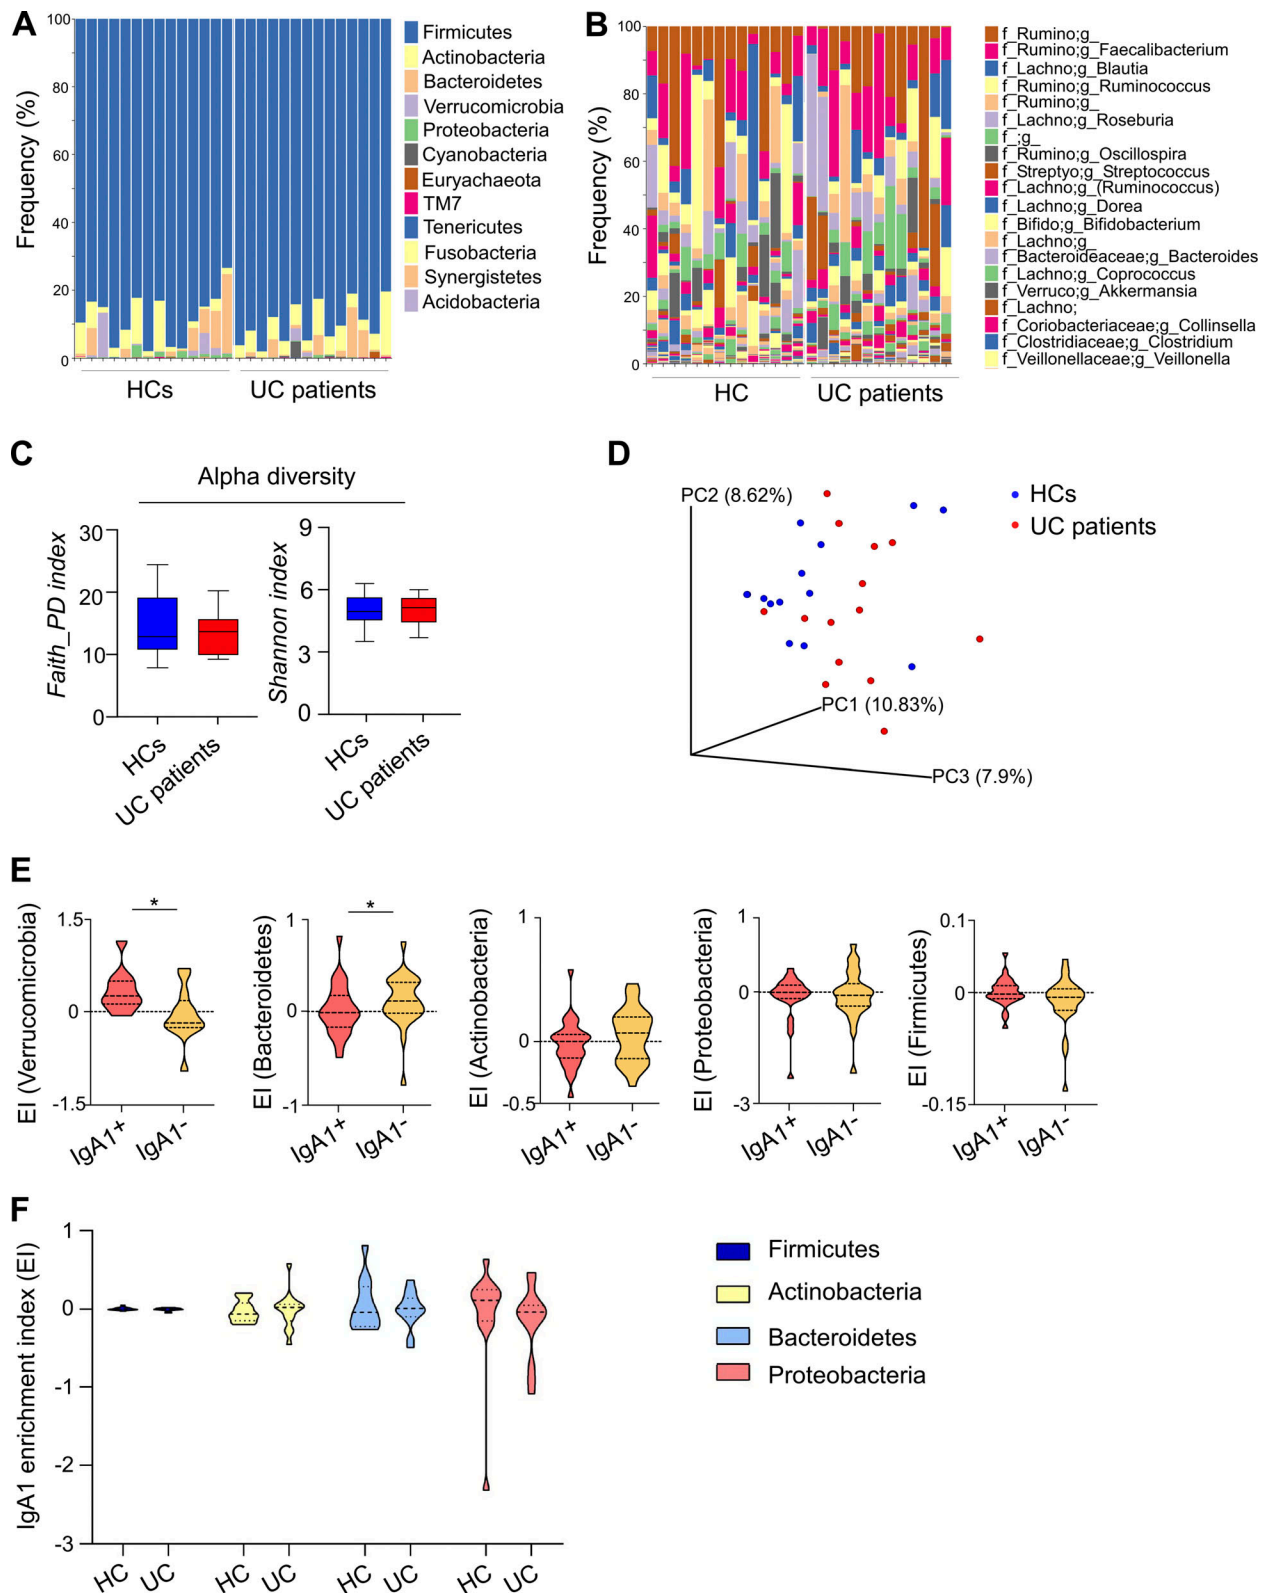 A
Frequency (%)
100
80
60
40
20
0
HCs
UC patients
Firmicutes
Actinobacteria
Bacteroidetes
Verrucomicrobia
Proteobacteria
Cyanobacteria
Euryachaeota
TM7
Tenericutes
Fusobacteria
Synergistetes
Acidobacteria
B
Frequency (%)
100
80
60
40
20
0
HC
UC patients
f_Rumino;g_
f_Rumino;g_Faecalibacterium
f_Lachno;g_Blautia
f_Rumino;g_Ruminococcus
f_Rumino;g_
f_Lachno;g_Roseburia
f_;g_
f_Rumino;g_Oscillospira
f_Streptyo;g_Streptococcus
f_Lachno;g_(Ruminococcus)
f_Lachno;g_Dorea
f_Bifido;g_Bifidobacterium
f_Lachno;g_
f_Bacteroideaceae;g_Bacteroides
f_Lachno;g_Coprococcus
f_Verruco;g_Akkermansia
f_Lachno;
f_Coriobacteriaceae;g_Collinsella
f_Clostridiaceae;g_Clostridium
f_Veillonellaceae;g_Veillonella
C
Alpha diversity
Faith_PD index
30
20
10
0
HCs
UC patients
Shannon index
9
6
3
0
HCs
UC patients
D
PC2 (8.62%)
PC1 (10.83%)
PC3 (7.9%)
HCs
UC patients
E
EI (Verrucomicrobia)
1.5
0
-1.5
*
IgA1+
IgA1-
EI (Bacteroidetes)
1
0
-1
*
IgA1+
IgA1-
EI (Actinobacteria)
1
0
-0.5
IgA1+
IgA1-
EI (Proteobacteria)
1
0
-3
IgA1+
IgA1-
EI (Firmicutes)
0.1
0
-0.15
IgA1+
IgA1-
F
IgA1 enrichment index (EI)
1
0
-1
-2
-3
HC
UC
HC
UC
HC
UC
HC
UC
Firmicutes
Actinobacteria
Bacteroidetes
Proteobacteria